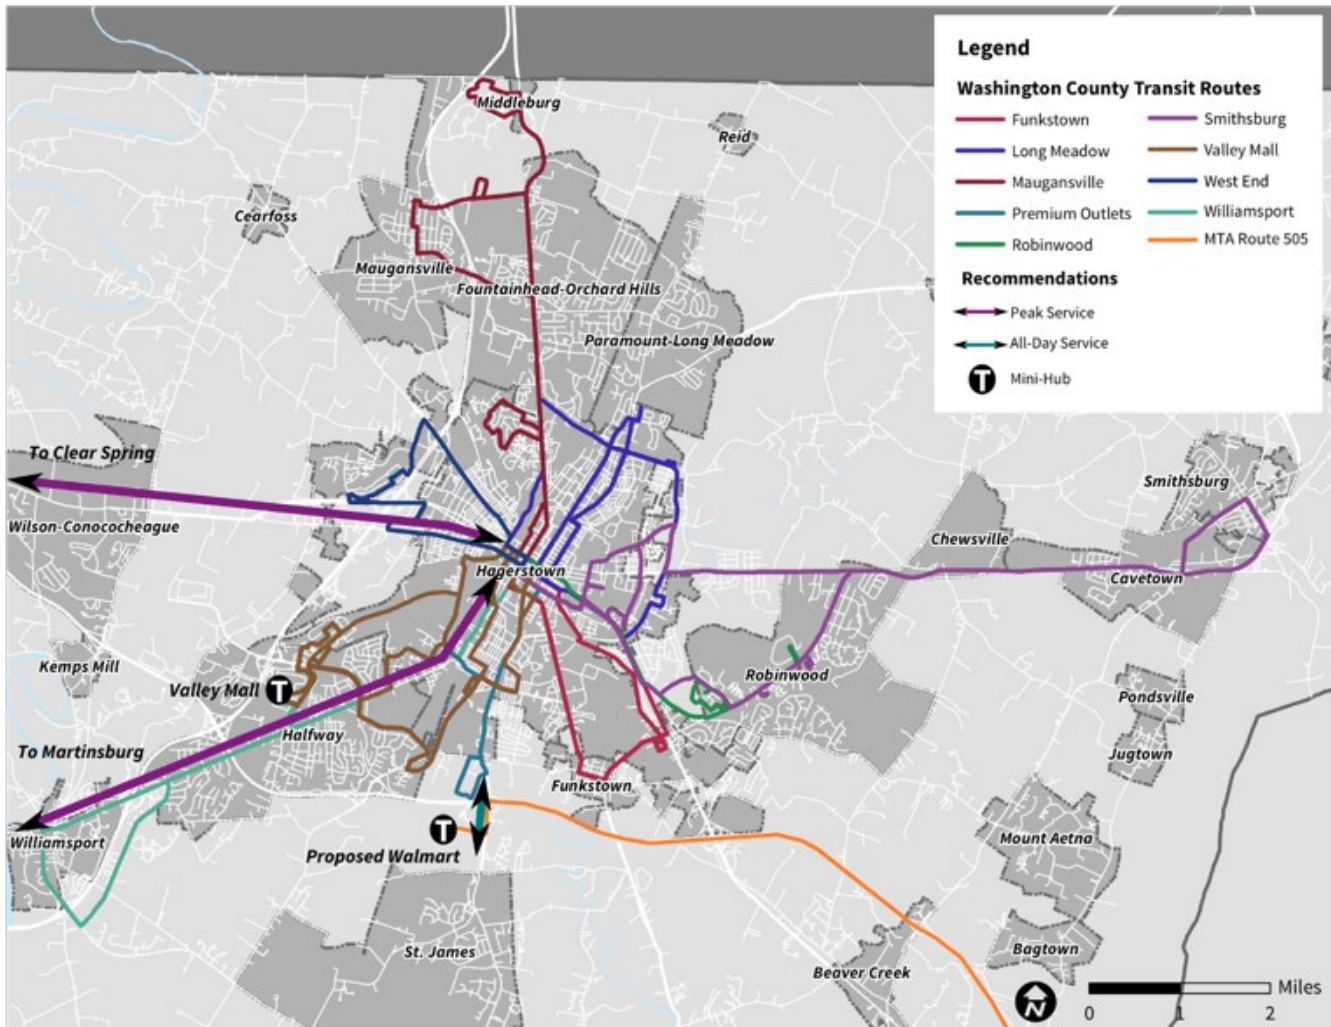 Legend
Washington County Transit Routes
Funkstown
Smithsburg
Long Meadow
Valley Mall
Maugansville
West End
Premium Outlets
Williamsport
Robinwood
MTA Route 505
Recommendations
Peak Service
All-Day Service
T
Mini-Hub
Middleburg
Reid
Cearfoss
Maugansville
Fountainhead-Orchard Hills
Paramount-Long Meadow
To Clear Spring
Smithsburg
Wilson-Conococheague
Chewsville
Hagerstown
Cavetown
Kemps Mill
Valley Mall
T
Robinwood
Pondsville
Halfway
To Martinsburg
Jugtown
Funkstown
T
Williamsport
Proposed Walmart
Mount Aetna
St. James
Bagtown
Beaver Creek
N
Miles
0 1 2